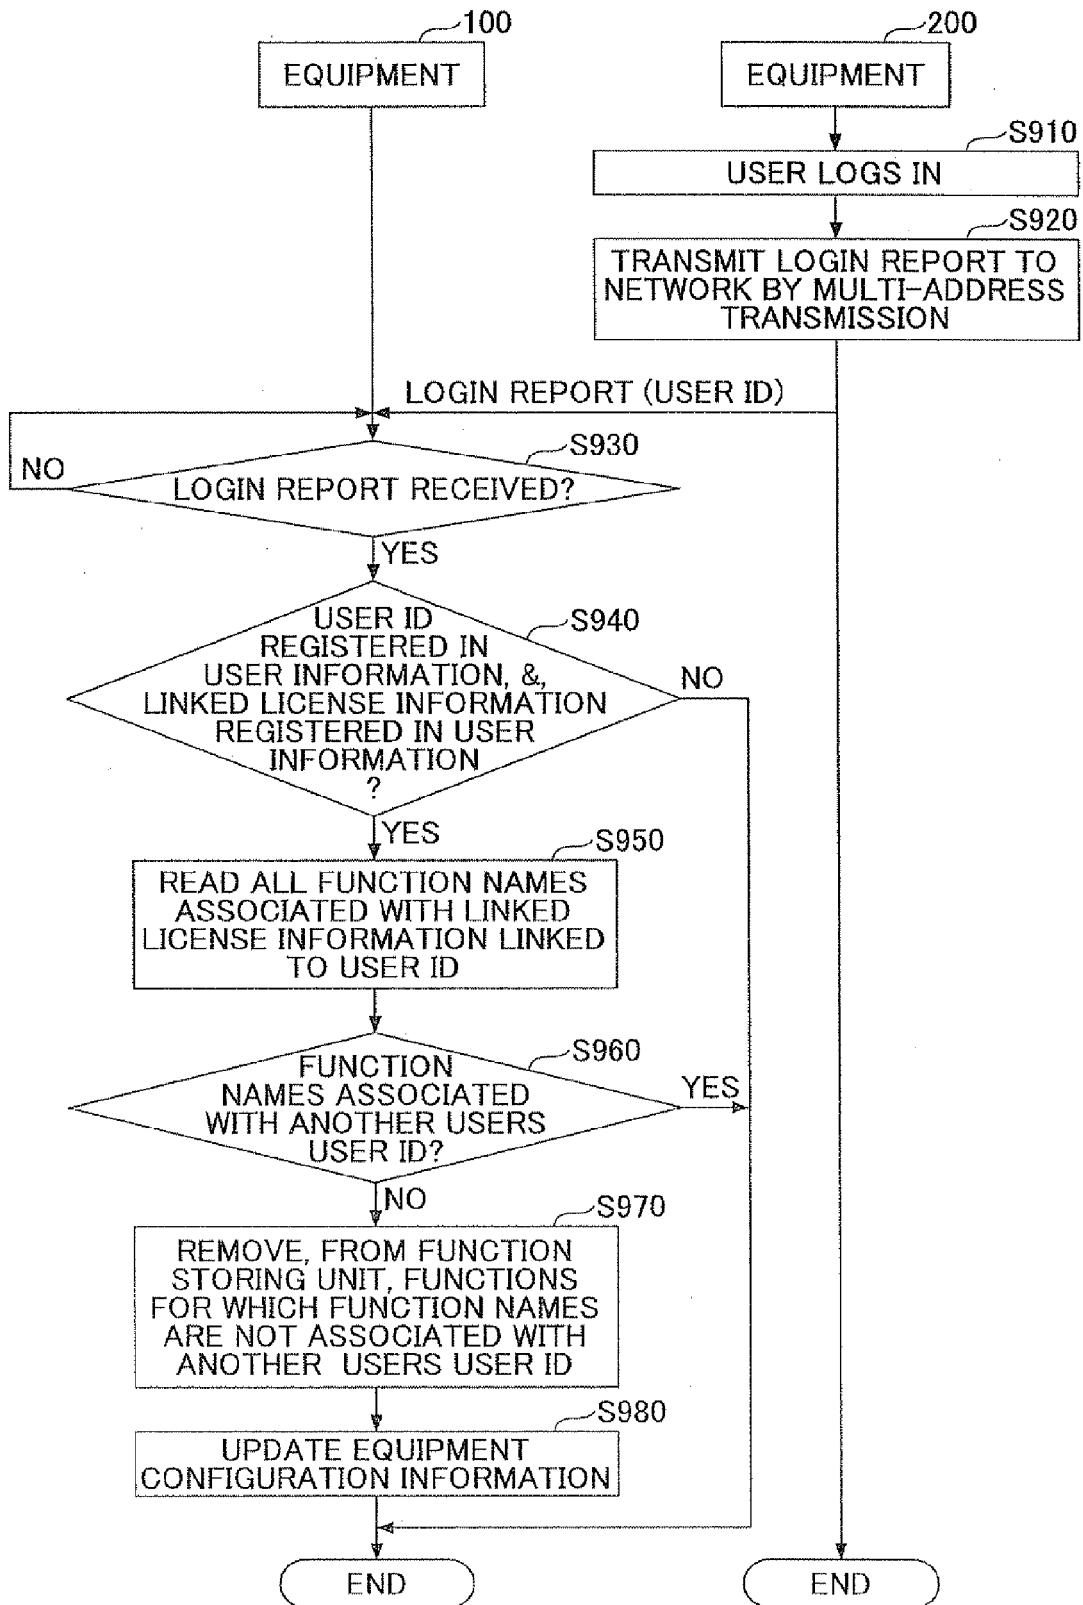 100
EQUIPMENT
200
EQUIPMENT
S910
USER LOGS IN
S920
TRANSMIT LOGIN REPORT TO
NETWORK BY MULTI-ADDRESS
TRANSMISSION
LOGIN REPORT (USER ID)
S930
NO
LOGIN REPORT RECEIVED?
YES
S940
USER ID
REGISTERED IN
USER INFORMATION, &,
LINKED LICENSE INFORMATION
REGISTERED IN USER
INFORMATION
?
NO
YES
S950
READ ALL FUNCTION NAMES
ASSOCIATED WITH LINKED
LICENSE INFORMATION LINKED
TO USER ID
S960
FUNCTION
NAMES ASSOCIATED
WITH ANOTHER USERS
USER ID?
YES
NO
S970
REMOVE, FROM FUNCTION
STORING UNIT, FUNCTIONS
FOR WHICH FUNCTION NAMES
ARE NOT ASSOCIATED WITH
ANOTHER USERS USER ID
S980
UPDATE EQUIPMENT
CONFIGURATION INFORMATION
END
END